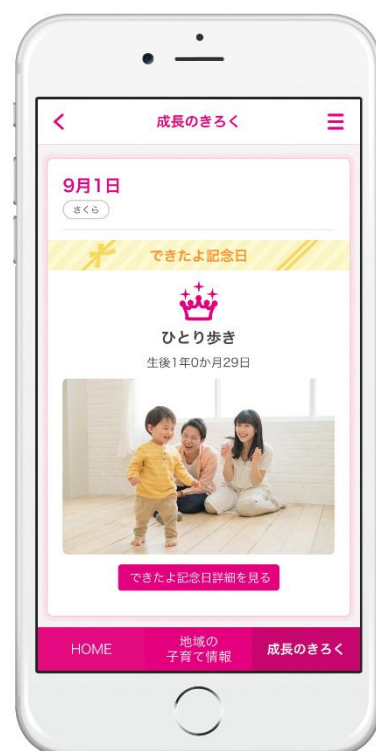 成長のきろく
9月1日
さくら
できたよ記念日
ひとり歩き
生後1年0か月29日
できたよ記念日詳細を見る
HOME
地域の
子育て情報
成長のきろく